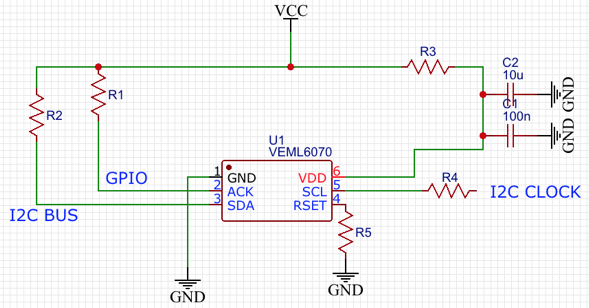 VCC
R3
C2
10u
GND
R2
R1
C1
100n
GND
U1
VEML6070
GPIO
1 GND
VDD 6
2 ACK
SCL 5
R4
I2C CLOCK
3 SDA
RSET 4
I2C BUS
R5
GND
GND